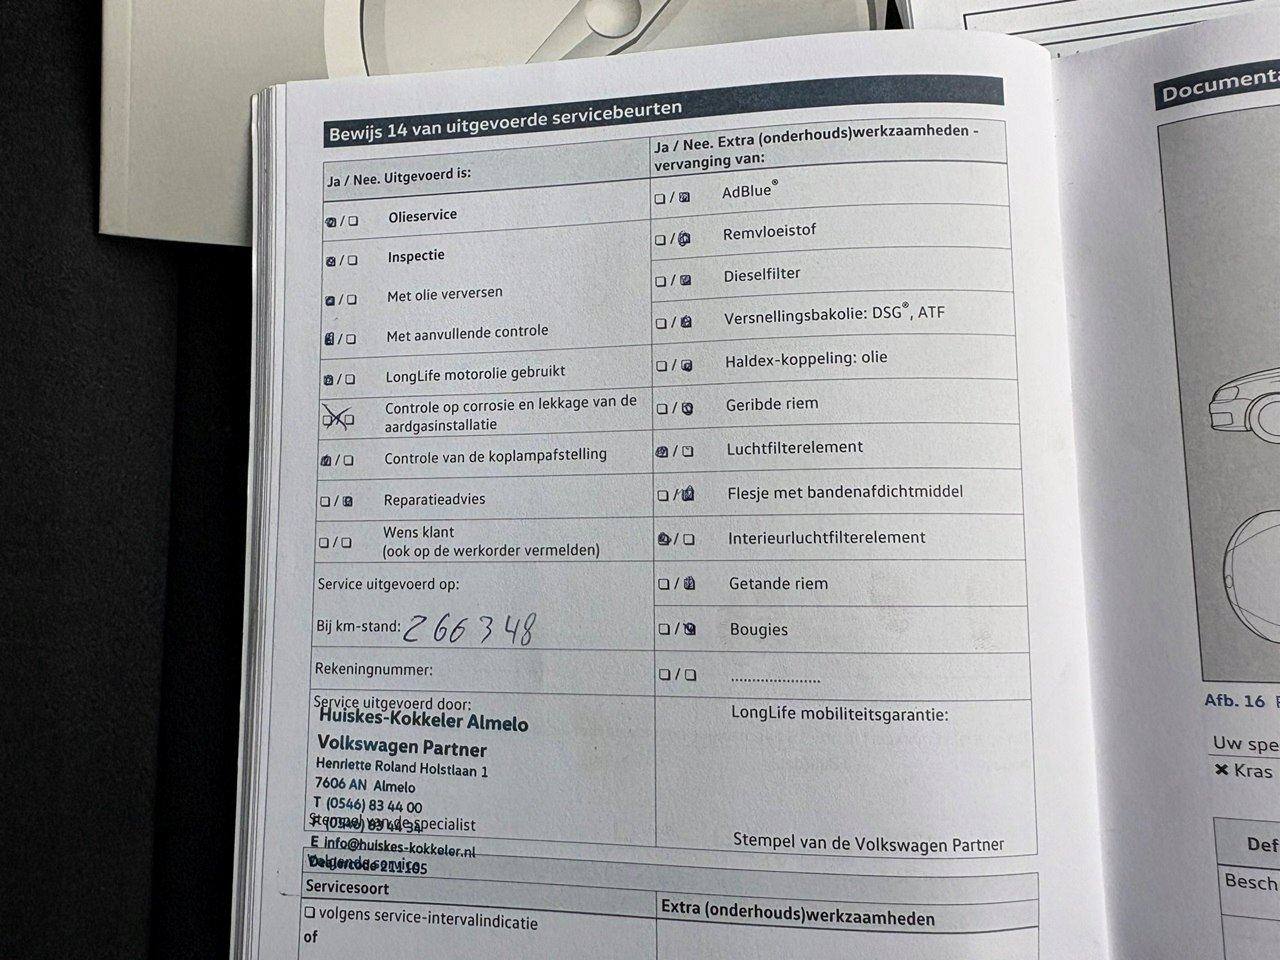 Bewijs 14 van uitgevoerde servicebeurten
Ja / Nee. Uitgevoerd is:
Olieservice
Inspectie
Met olie verversen
Met aanvullende controle
LongLife motorolie gebruikt
Controle op corrosie en lekkage van de
aardgasinstallatie
Controle van de koplampafstelling
Reparatieadvies
Wens klant
(ook op de werkorder vermelden)
Service uitgevoerd op:
Bij km-stand: 266348
Rekeningnummer:
Service uitgevoerd door:
Huiskes-Kokkeler Almelo
Volkswagen Partner
Henriette Roland Holstlaan 1
7606 AN Almelo
T (0546) 83 44 00
Stempel van de specialist
E info@huiskes-kokkeler.nl
Servicesoort
volgens service-intervalindicatie
of
Ja / Nee. Extra (onderhouds)werkzaamheden -
vervanging van:
AdBlue®
Remvloeistof
Dieselfilter
Versnellingsbakolie: DSG®, ATF
Haldex-koppeling: olie
Geribde riem
Luchtfilterelement
Flesje met bandenafdichtmiddel
Interieurluchtfilterelement
Getande riem
Bougies
....................
LongLife mobiliteitsgarantie:
Stempel van de Volkswagen Partner
Extra (onderhouds)werkzaamheden
Documenta
Afb. 16
Uw spe
✖ Kras
Def
Besch